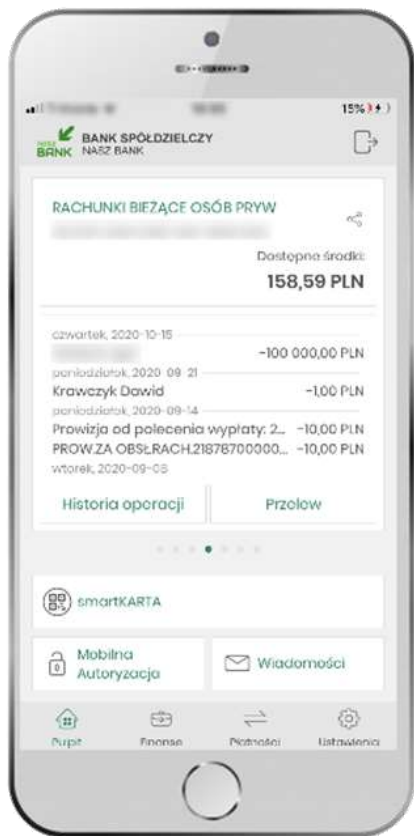 15%
NASZ BANK
BANK SPÓŁDZIELCZY
NASZ BANK
RACHUNKI BIEŻĄCE OSÓB PRYW
Dostępne środki:
158,59 PLN
czwartek, 2020-10-15
-100 000,00 PLN
poniedziałek, 2020-09-21
Krawczyk Dawid -1,00 PLN
poniedziałek, 2020-09-14
Prowizja od polecenia wypłaty: 2... -10,00 PLN
PROW.ZA OBSŁ.RACH.21878700000... -10,00 PLN
wtorek, 2020-09-08
Historia operacji Przelew
smartKARTA
Mobilna
Autoryzacja
Wiadomości
Pulpit Finanse Płatności Ustawienia